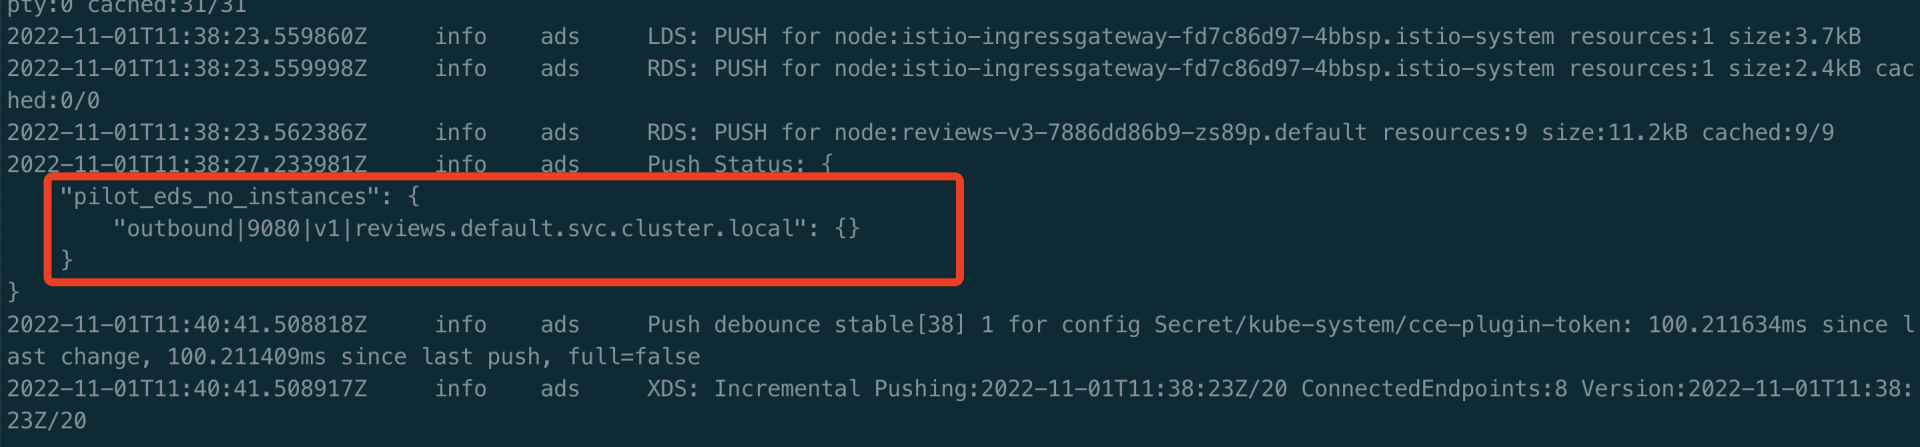 pty:0 cached:31/31
2022-11-01T11:38:23.559860Z     info    ads     LDS: PUSH for node:istio-ingressgateway-fd7c86d97-4bbsp.istio-system resources:1 size:3.7kB
2022-11-01T11:38:23.559998Z     info    ads     RDS: PUSH for node:istio-ingressgateway-fd7c86d97-4bbsp.istio-system resources:1 size:2.4kB cac
hed:0/0
2022-11-01T11:38:23.562386Z     info    ads     RDS: PUSH for node:reviews-v3-7886dd86b9-zs89p.default resources:9 size:11.2kB cached:9/9
2022-11-01T11:38:27.233981Z     info    ads     Push Status: {
    "pilot_eds_no_instances": {
        "outbound|9080|v1|reviews.default.svc.cluster.local": {}
    }
}
2022-11-01T11:40:41.508818Z     info    ads     Push debounce stable[38] 1 for config Secret/kube-system/cce-plugin-token: 100.211634ms since l
ast change, 100.211409ms since last push, full=false
2022-11-01T11:40:41.508917Z     info    ads     XDS: Incremental Pushing:2022-11-01T11:38:23Z/20 ConnectedEndpoints:8 Version:2022-11-01T11:38:
23Z/20